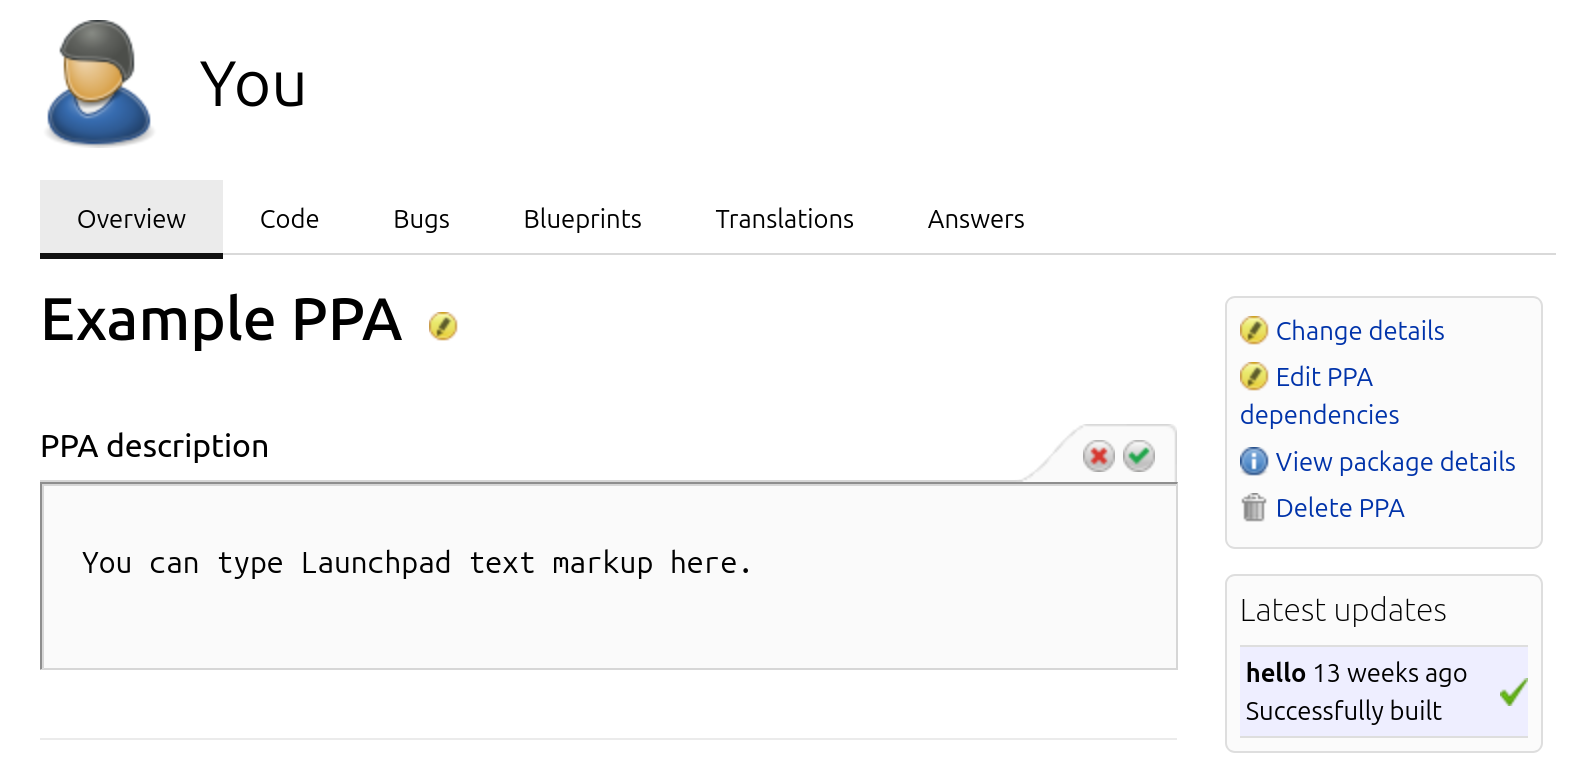 You
Overview
Code
Bugs
Blueprints
Translations
Answers
Example PPA
PPA description
You can type Launchpad text markup here.
Change details
Edit PPA
dependencies
View package details
Delete PPA
Latest updates
hello 13 weeks ago
Successfully built